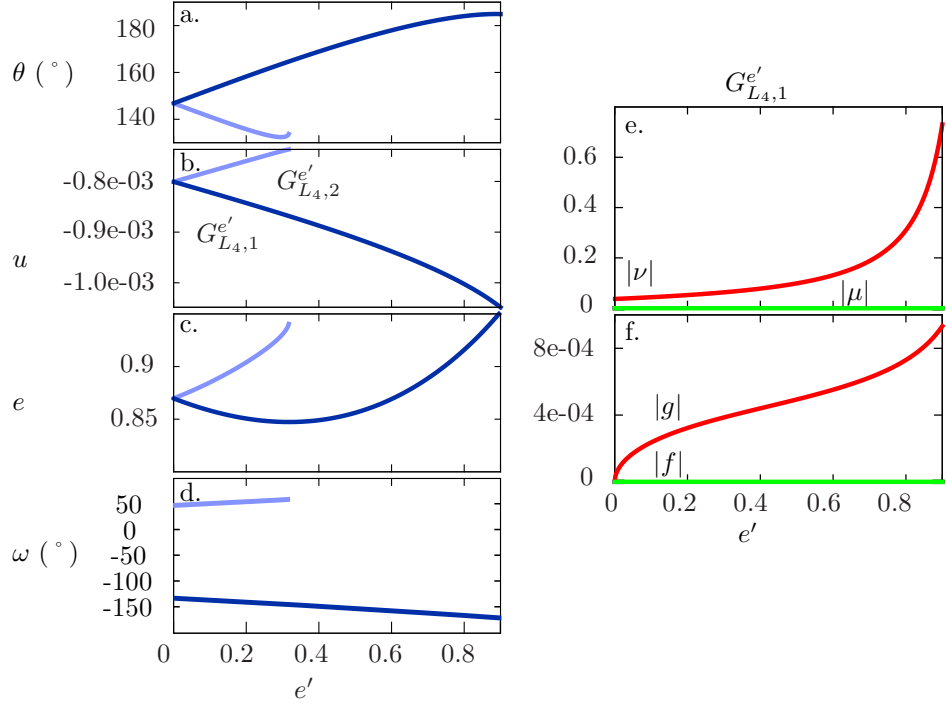 a.
180
160
140
θ (°)
b.
-0.8e-03
-0.9e-03
-1.0e-03
u
G^{e'}_{L_4,2}
G^{e'}_{L_4,1}
c.
0.9
0.85
e
d.
50
0
-50
-100
-150
ω (°)
0 0.2 0.4 0.6 0.8
e'
G^{e'}_{L_4,1}
e.
0.6
0.4
0.2
0
|ν|
|μ|
f.
8e-04
4e-04
0
|g|
|f|
0 0.2 0.4 0.6 0.8
e'